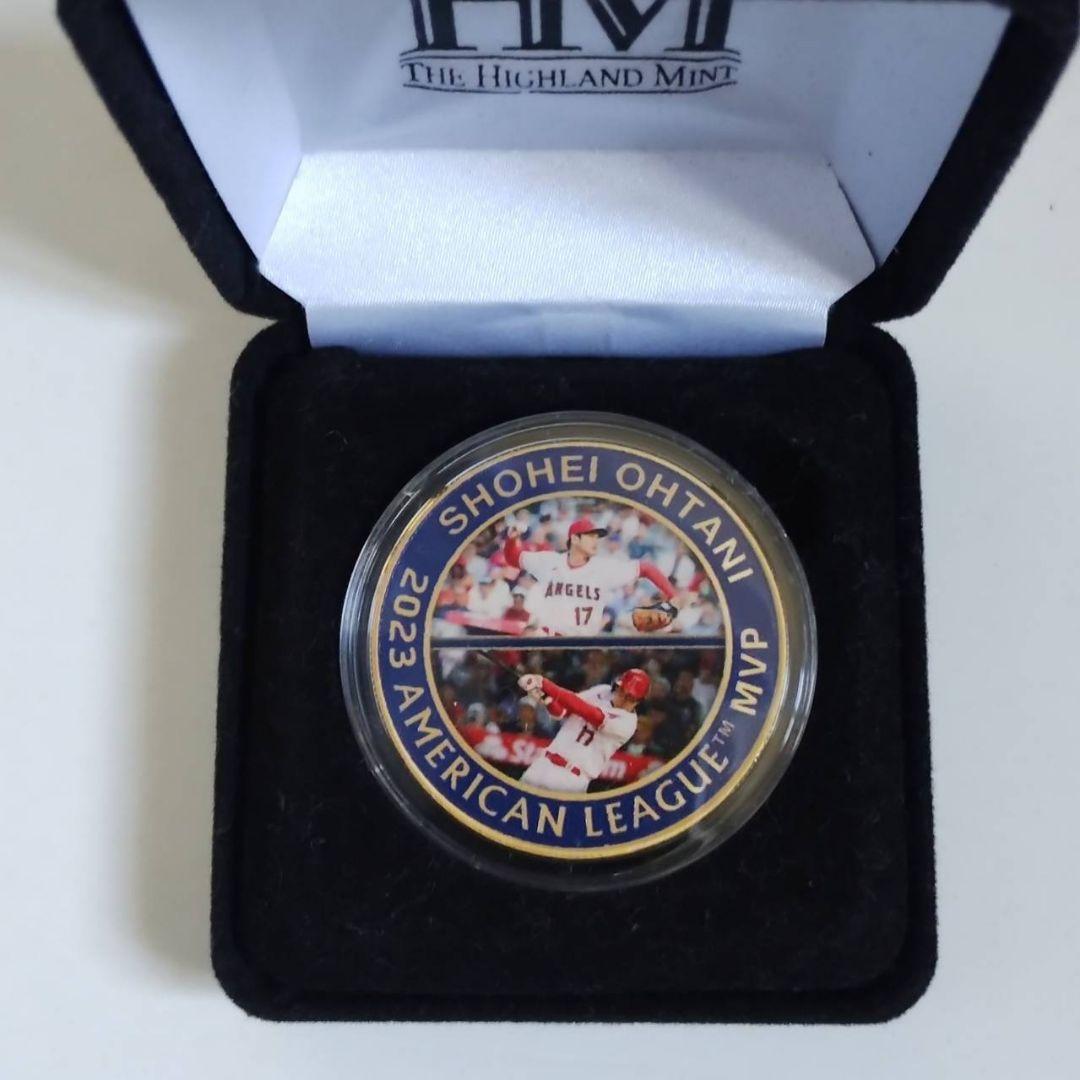 HM
THE HIGHLAND MINT
SHOHEI OHTANI
ANGELS
17
17
2023 AMERICAN LEAGUE™ MVP